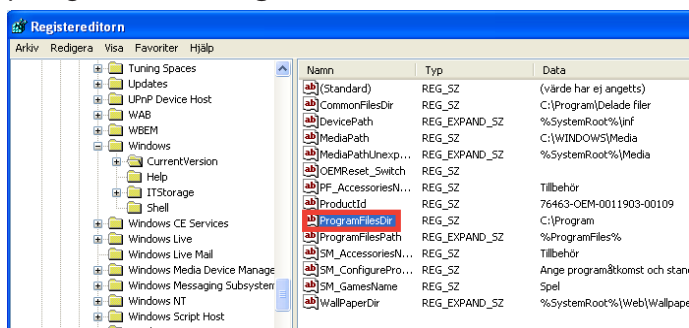 Registereditorn
Arkiv Redigera Visa Favoriter Hjälp
Tuning Spaces
Updates
UPnP Device Host
WAB
WBEM
Windows
CurrentVersion
Help
ITStorage
Shell
Windows CE Services
Windows Live
Windows Live Mail
Windows Media Device Manage
Windows Messaging Subsystem
Windows NT
Windows Script Host
Namn Typ Data
(Standard) REG_SZ (värde har ej angetts)
CommonFilesDir REG_SZ C:\Program\Delade filer
DevicePath REG_EXPAND_SZ %SystemRoot%\inf
MediaPath REG_SZ C:\WINDOWS\Media
MediaPathUnexp... REG_EXPAND_SZ %SystemRoot%\Media
OEMReset_Switch REG_SZ
PF_AccessoriesN... REG_SZ Tillbehör
ProductId REG_SZ 76463-OEM-0011903-00109
ProgramFilesDir REG_SZ C:\Program
ProgramFilesPath REG_EXPAND_SZ %ProgramFiles%
SM_AccessoriesN... REG_SZ Tillbehör
SM_ConfigurePro... REG_SZ Ange programåtkomst och stan
SM_GamesName REG_SZ Spel
WallPaperDir REG_EXPAND_SZ %SystemRoot%\Web\Wallpape